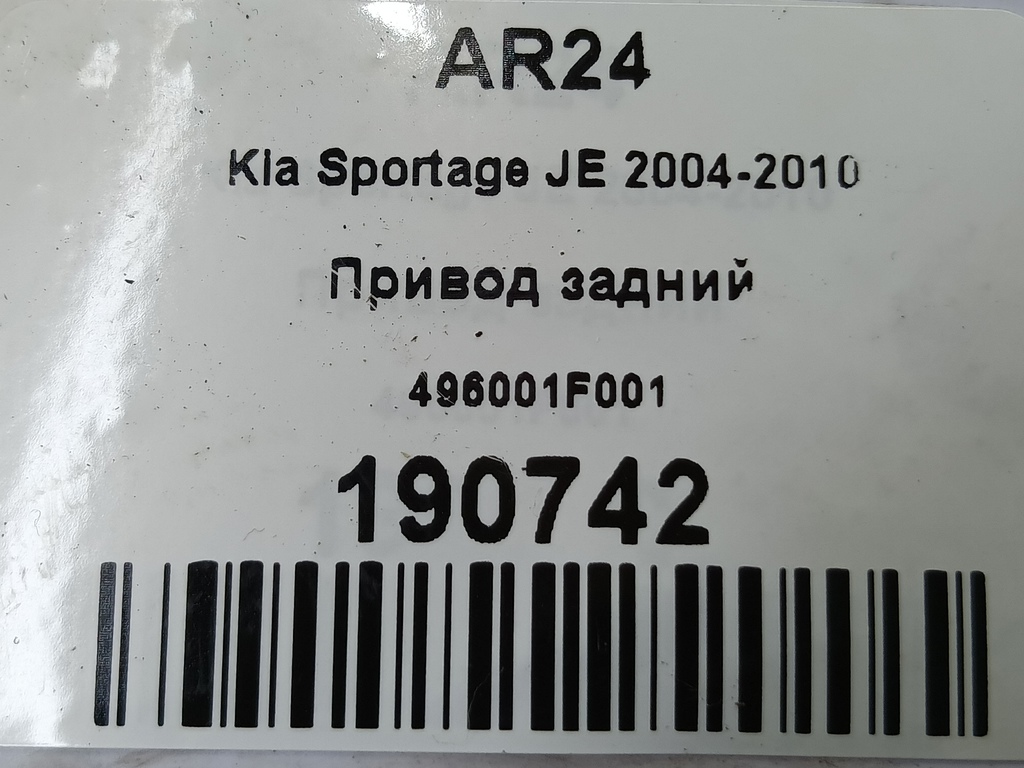 AR24
Kia Sportage JE 2004-2010
Привод задний
496001F001
190742